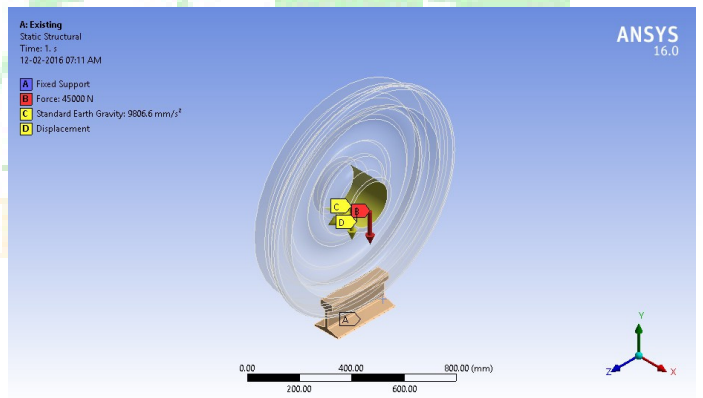 A: Existing
Static Structural
Time: 1. s
12-02-2016 07:11 AM
A Fixed Support
B Force: 45000 N
C Standard Earth Gravity: 9806.6 mm/s²
D Displacement
ANSYS
16.0
C
B
D
A
0.00 400.00 800.00 (mm)
200.00 600.00
Y
Z X